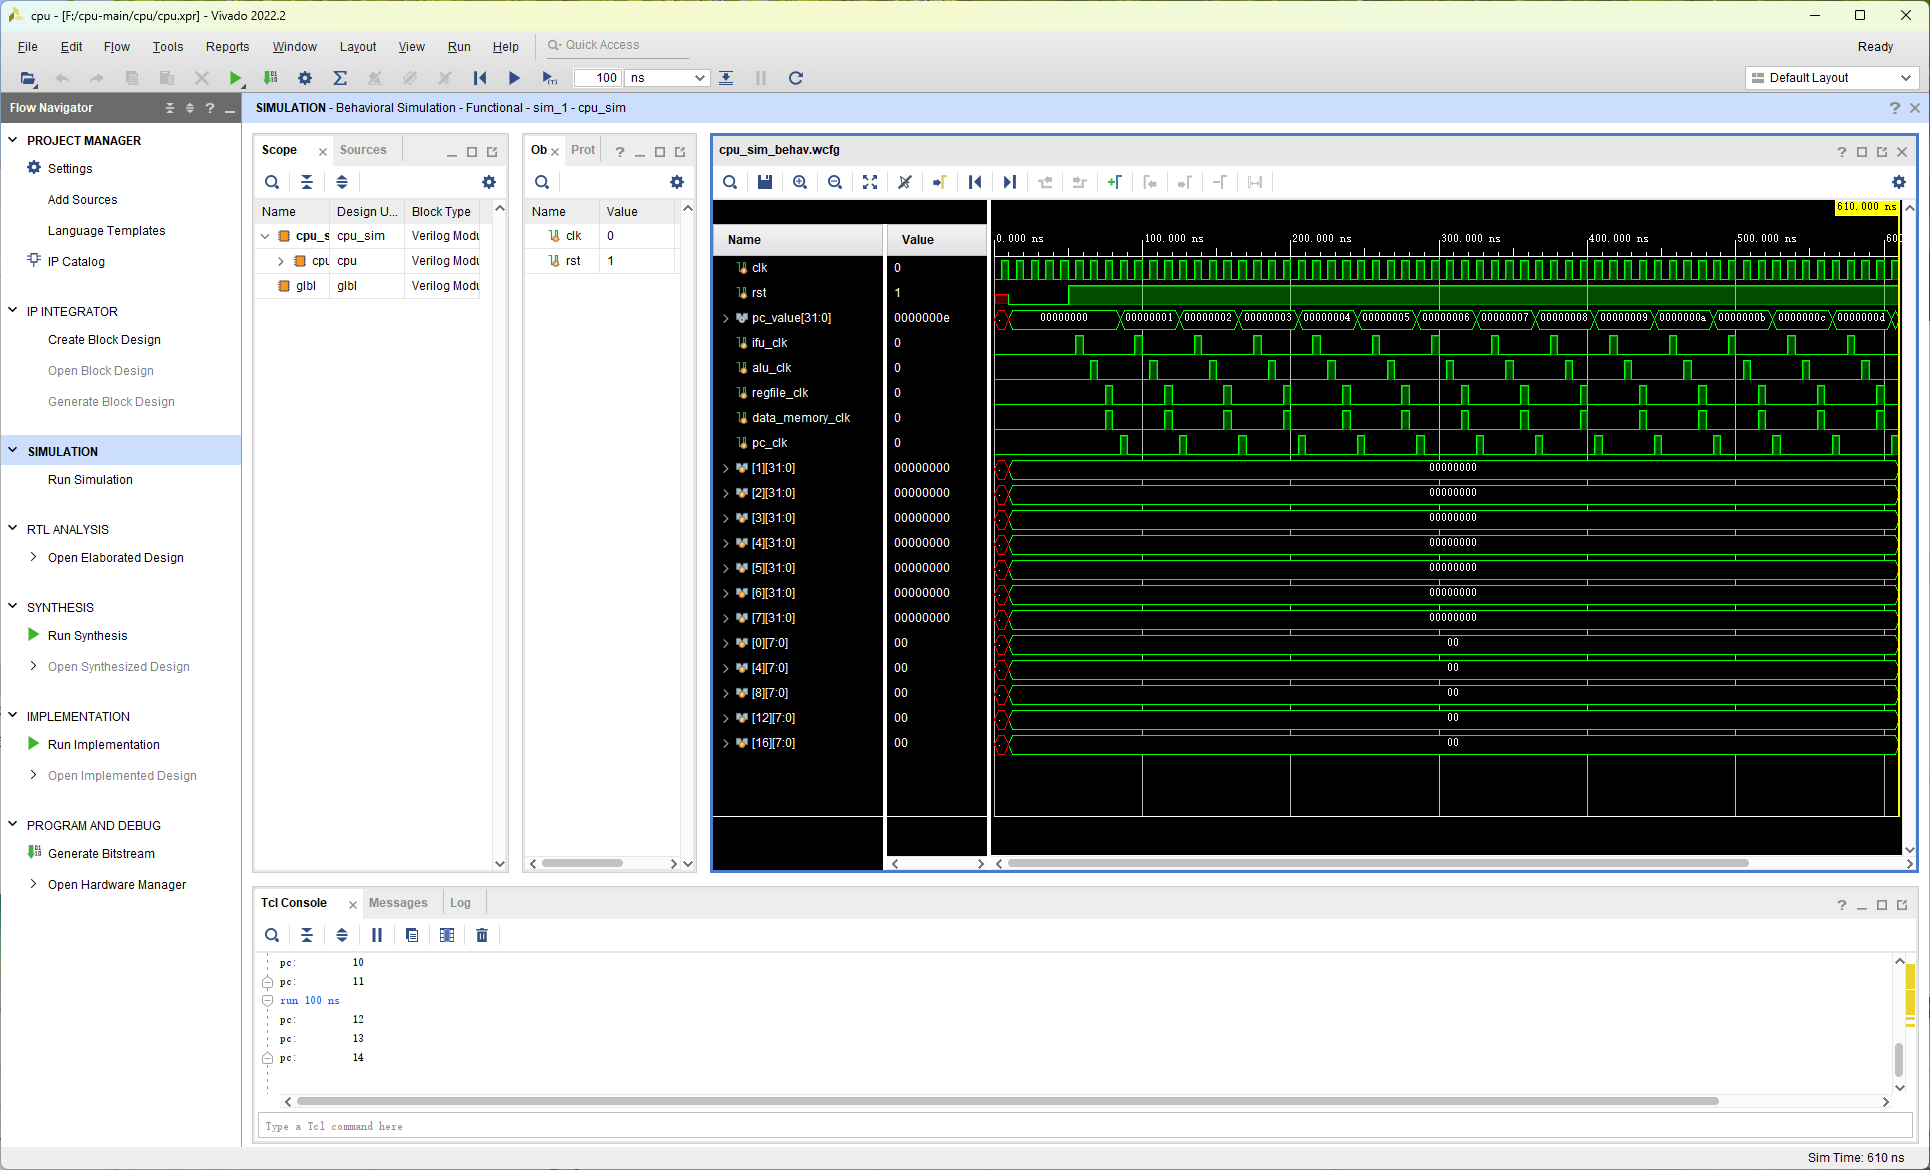 cpu - [F:/cpu-main/cpu/cpu.xpr] - Vivado 2022.2
File Edit Flow Tools Reports Window Layout View Run Help Quick Access
Ready
100 ns
Default Layout
Flow Navigator
PROJECT MANAGER
Settings
Add Sources
Language Templates
IP Catalog
IP INTEGRATOR
Create Block Design
Open Block Design
Generate Block Design
SIMULATION
Run Simulation
RTL ANALYSIS
Open Elaborated Design
SYNTHESIS
Run Synthesis
Open Synthesized Design
IMPLEMENTATION
Run Implementation
Open Implemented Design
PROGRAM AND DEBUG
Generate Bitstream
Open Hardware Manager
SIMULATION - Behavioral Simulation - Functional - sim_1 - cpu_sim
Scope Sources
Name Design U... Block Type
cpu_s cpu_sim Verilog Modu
cpu cpu Verilog Modu
glbl glbl Verilog Modu
Ob Prot
Name Value
clk 0
rst 1
cpu_sim_behav.wcfg
610.000 ns
Name Value
0.000 ns 100.000 ns 200.000 ns 300.000 ns 400.000 ns 500.000 ns 60
clk 0
rst 1
pc_value[31:0] 0000000e 00000000 00000001 00000002 00000003 00000004 00000005 00000006 00000007 00000008 00000009 0000000a 0000000b 0000000c 0000000d
ifu_clk 0
alu_clk 0
regfile_clk 0
data_memory_clk 0
pc_clk 0
[1][31:0] 00000000 00000000
[2][31:0] 00000000 00000000
[3][31:0] 00000000 00000000
[4][31:0] 00000000 00000000
[5][31:0] 00000000 00000000
[6][31:0] 00000000 00000000
[7][31:0] 00000000 00000000
[0][7:0] 00 00
[4][7:0] 00 00
[8][7:0] 00 00
[12][7:0] 00 00
[16][7:0] 00 00
Tcl Console Messages Log
pc: 10
pc: 11
run 100 ns
pc: 12
pc: 13
pc: 14
Type a Tcl command here
Sim Time: 610 ns